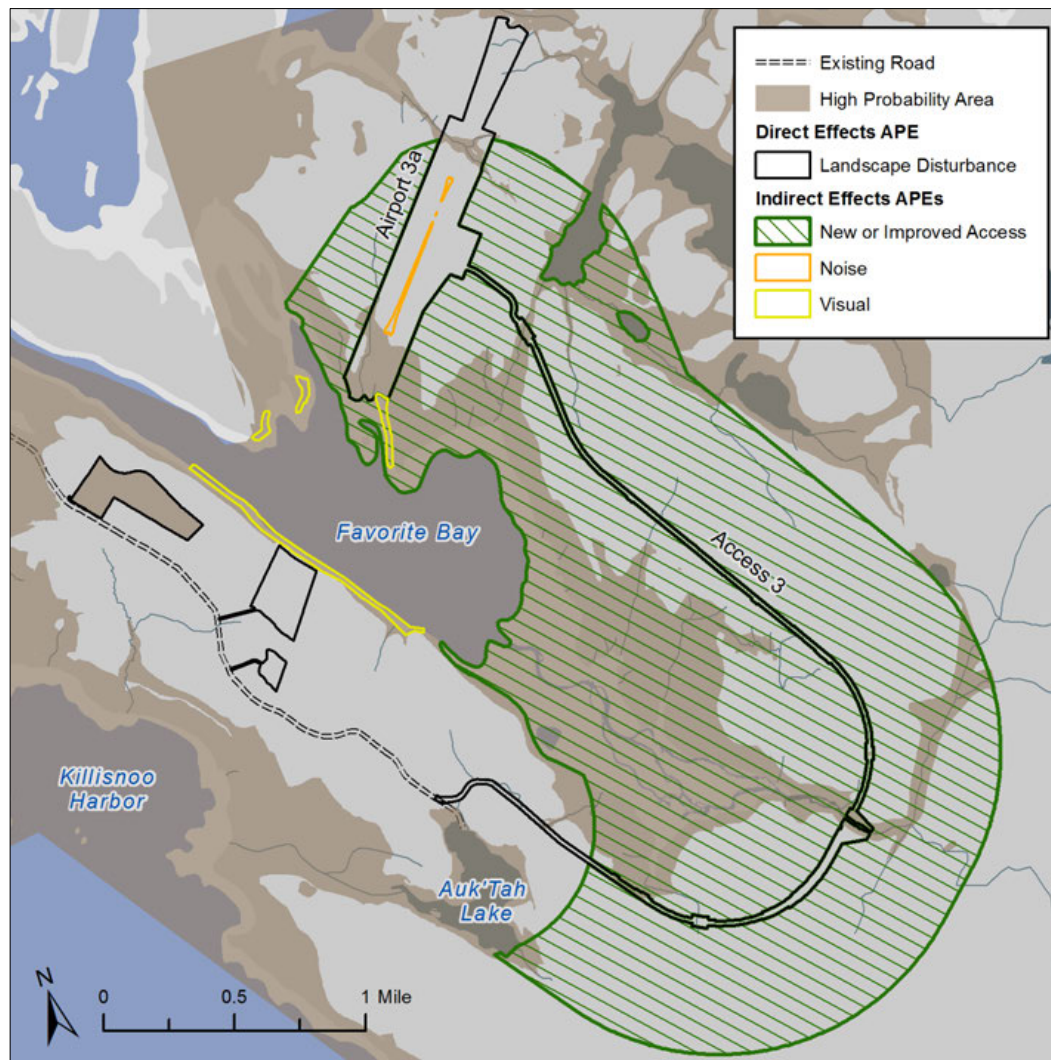 Existing Road
High Probability Area
Direct Effects APE
Landscape Disturbance
Indirect Effects APEs
New or Improved Access
Noise
Visual
Airport 3a
Favorite Bay
Access 3
Killisnoo
Harbor
Auk'Tah
Lake
N
0 0.5 1 Mile